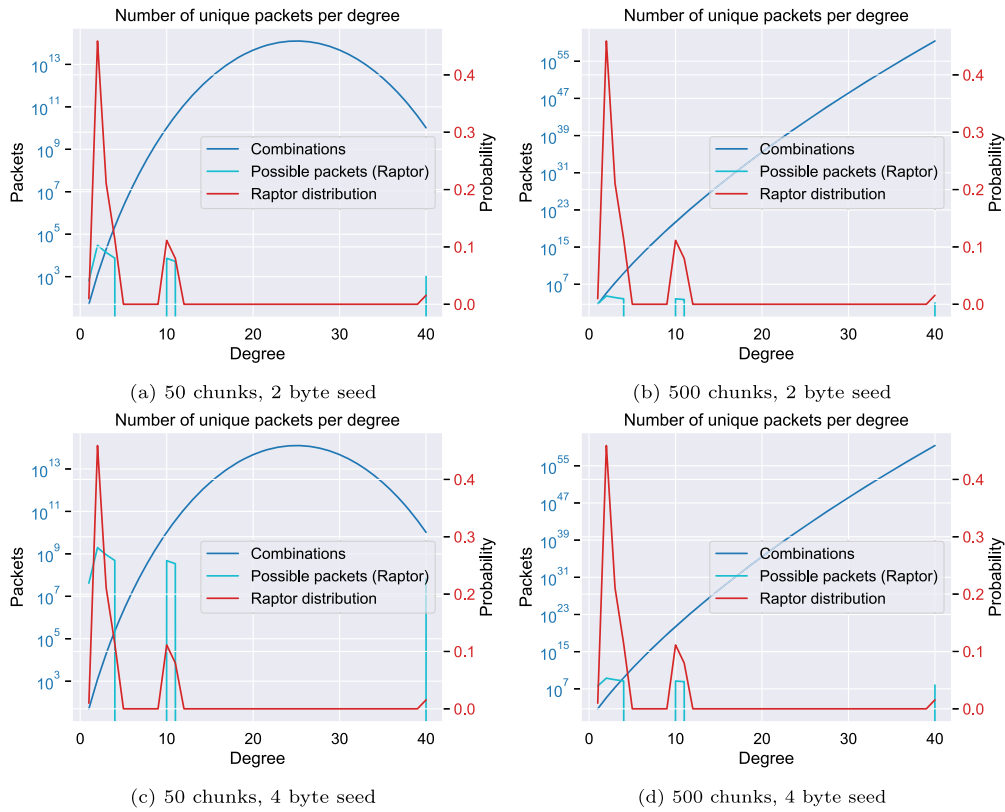 Number of unique packets per degree
10^13
10^11
10^9
10^7
10^5
10^3
Packets
0.4
0.3
0.2
0.1
0.0
Probability
Combinations
Possible packets (Raptor)
Raptor distribution
0 10 20 30 40
Degree
(a) 50 chunks, 2 byte seed
Number of unique packets per degree
10^55
10^47
10^39
10^31
10^23
10^15
10^7
Packets
0.4
0.3
0.2
0.1
0.0
Probability
Combinations
Possible packets (Raptor)
Raptor distribution
0 10 20 30 40
Degree
(b) 500 chunks, 2 byte seed
Number of unique packets per degree
10^13
10^11
10^9
10^7
10^5
10^3
Packets
0.4
0.3
0.2
0.1
0.0
Probability
Combinations
Possible packets (Raptor)
Raptor distribution
0 10 20 30 40
Degree
(c) 50 chunks, 4 byte seed
Number of unique packets per degree
10^55
10^47
10^39
10^31
10^23
10^15
10^7
Packets
0.4
0.3
0.2
0.1
0.0
Probability
Combinations
Possible packets (Raptor)
Raptor distribution
0 10 20 30 40
Degree
(d) 500 chunks, 4 byte seed